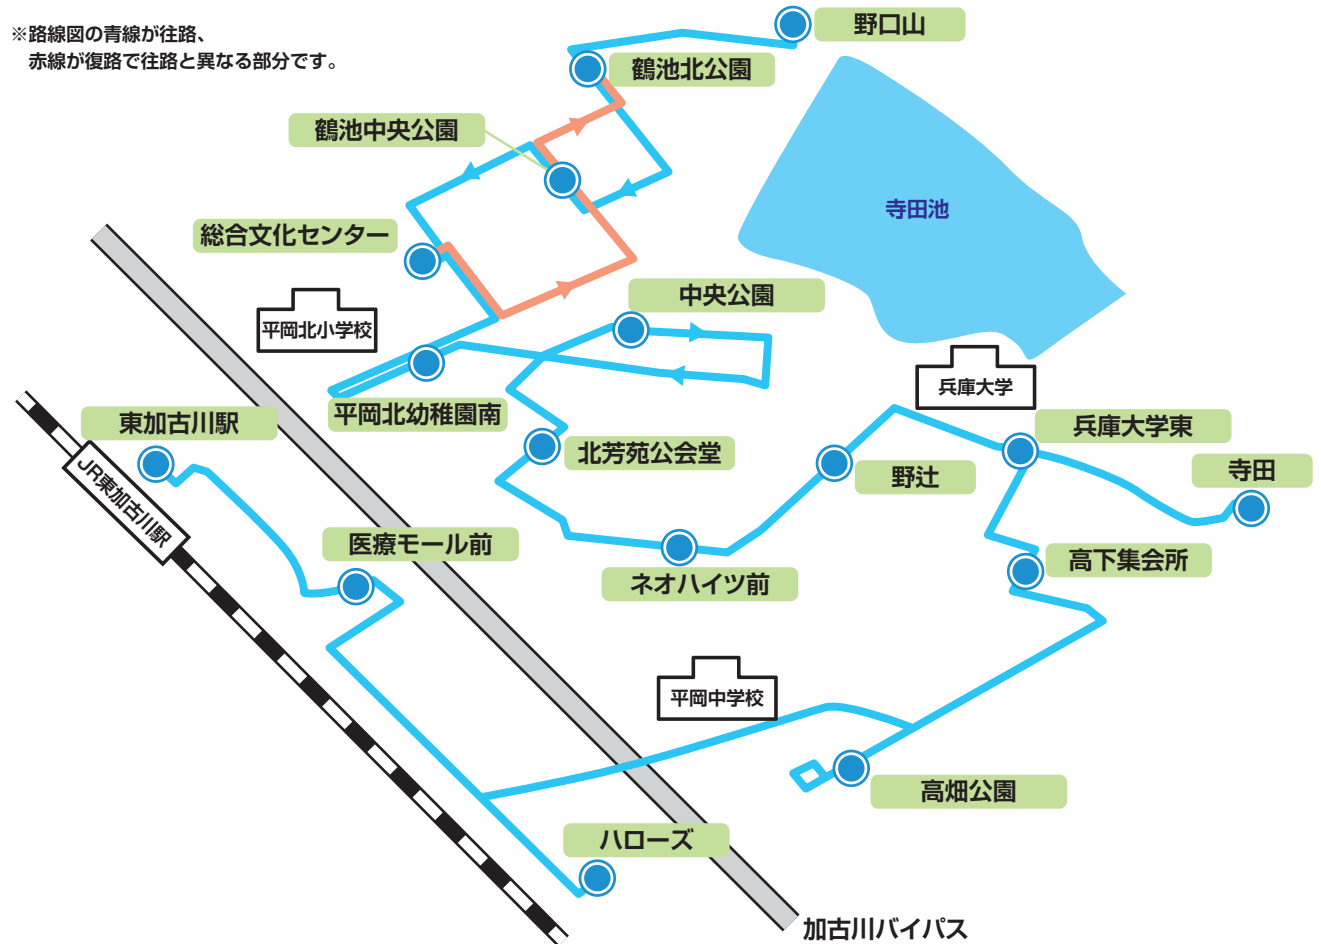 ※路線図の青線が往路、
赤線が復路で往路と異なる部分です。
野口山
鶴池北公園
鶴池中央公園
寺田池
総合文化センター
中央公園
平岡北小学校
兵庫大学
平岡北幼稚園南
東加古川駅
兵庫大学東
北芳苑公会堂
野辻
寺田
JR東加古川駅
医療モール前
高下集会所
ネオハイツ前
平岡中学校
高畑公園
ハローズ
加古川バイパス